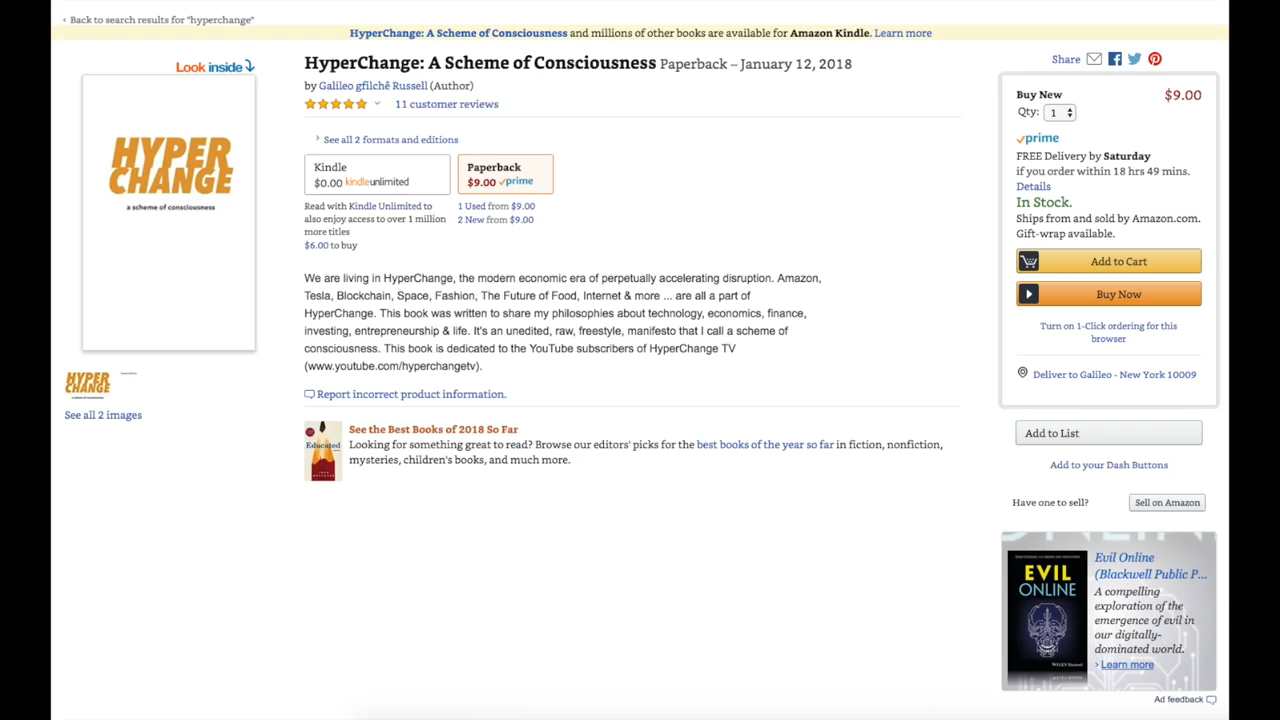 ‹ Back to search results for "hyperchange"
HyperChange: A Scheme of Consciousness and millions of other books are available for Amazon Kindle. Learn more
Look inside
HYPER
CHANGE
a scheme of consciousness
HYPER
CHANGE
See all 2 images
HyperChange: A Scheme of Consciousness Paperback – January 12, 2018
by Galileo gfilchê Russell (Author)
11 customer reviews
See all 2 formats and editions
Kindle
$0.00 kindleunlimited
Read with Kindle Unlimited to
also enjoy access to over 1 million
more titles
$6.00 to buy
Paperback
$9.00 prime
1 Used from $9.00
2 New from $9.00
We are living in HyperChange, the modern economic era of perpetually accelerating disruption. Amazon,
Tesla, Blockchain, Space, Fashion, The Future of Food, Internet & more ... are all a part of
HyperChange. This book was written to share my philosophies about technology, economics, finance,
investing, entrepreneurship & life. It's an unedited, raw, freestyle, manifesto that I call a scheme of
consciousness. This book is dedicated to the YouTube subscribers of HyperChange TV
(www.youtube.com/hyperchangetv).
Report incorrect product information.
Educated
See the Best Books of 2018 So Far
Looking for something great to read? Browse our editors' picks for the best books of the year so far in fiction, nonfiction,
mysteries, children's books, and much more.
Share
Buy New $9.00
Qty: 1
prime
FREE Delivery by Saturday
if you order within 18 hrs 49 mins.
Details
In Stock.
Ships from and sold by Amazon.com.
Gift-wrap available.
Add to Cart
Buy Now
Turn on 1-Click ordering for this
browser
Deliver to Galileo - New York 10009
Add to List
Add to your Dash Buttons
Have one to sell? Sell on Amazon
EVIL
ONLINE
Evil Online
(Blackwell Public P...
A compelling
exploration of the
emergence of evil in
our digitally-
dominated world.
› Learn more
Ad feedback